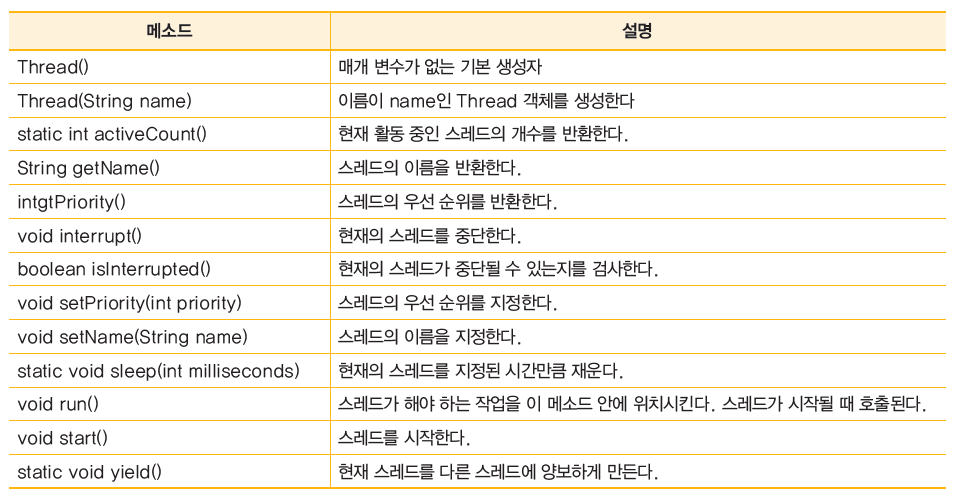 메소드 설명
Thread() 매개 변수가 없는 기본 생성자
Thread(String name) 이름이 name인 Thread 객체를 생성한다
static int activeCount() 현재 활동 중인 스레드의 개수를 반환한다.
String getName() 스레드의 이름을 반환한다.
intgtPriority() 스레드의 우선 순위를 반환한다.
void interrupt() 현재의 스레드를 중단한다.
boolean isInterrupted() 현재의 스레드가 중단될 수 있는지를 검사한다.
void setPriority(int priority) 스레드의 우선 순위를 지정한다.
void setName(String name) 스레드의 이름을 지정한다.
static void sleep(int milliseconds) 현재의 스레드를 지정된 시간만큼 재운다.
void run() 스레드가 해야 하는 작업을 이 메소드 안에 위치시킨다. 스레드가 시작될 때 호출된다.
void start() 스레드를 시작한다.
static void yield() 현재 스레드를 다른 스레드에 양보하게 만든다.